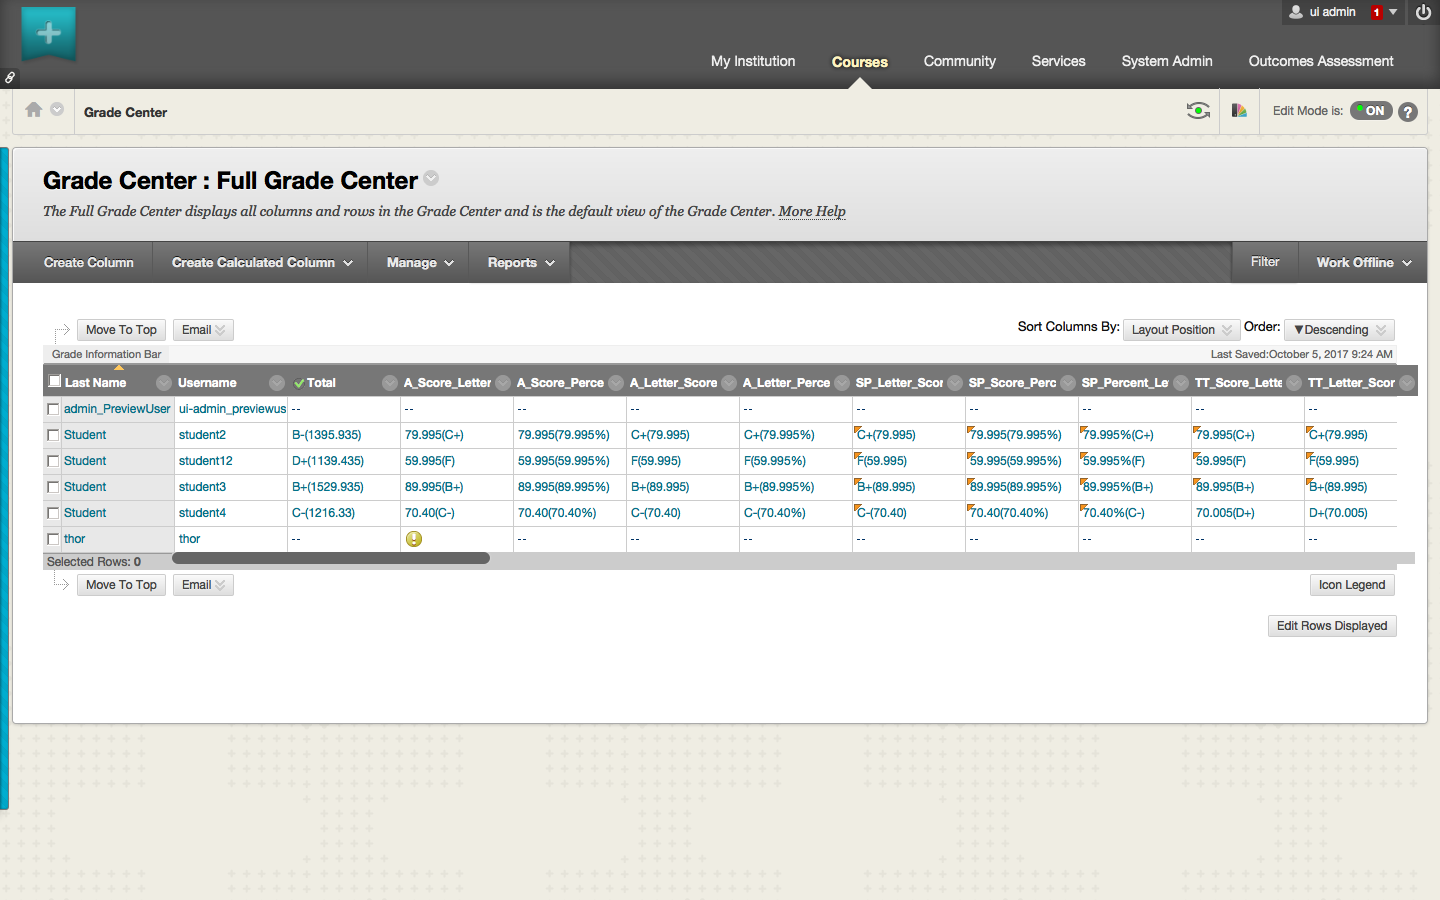 ui admin 1
My Institution Courses Community Services System Admin Outcomes Assessment
Grade Center Edit Mode is: ON ?
Grade Center : Full Grade Center
The Full Grade Center displays all columns and rows in the Grade Center and is the default view of the Grade Center. More Help
Create Column Create Calculated Column Manage Reports Filter Work Offline
Move To Top Email Sort Columns By: Layout Position Order: ▼Descending
Grade Information Bar Last Saved:October 5, 2017 9:24 AM
Last Name Username Total A_Score_Letter A_Score_Perce A_Letter_Score A_Letter_Perce SP_Letter_Scor SP_Score_Perc SP_Percent_Le TT_Score_Lette TT_Letter_Scor
admin_PreviewUser ui-admin_previewus -- -- -- -- -- -- -- -- -- --
Student student2 B-(1395.935) 79.995(C+) 79.995(79.995%) C+(79.995) C+(79.995%) C+(79.995) 79.995(79.995%) 79.995%(C+) 79.995(C+) C+(79.995)
Student student12 D+(1139.435) 59.995(F) 59.995(59.995%) F(59.995) F(59.995%) F(59.995) 59.995(59.995%) 59.995%(F) 59.995(F) F(59.995)
Student student3 B+(1529.935) 89.995(B+) 89.995(89.995%) B+(89.995) B+(89.995%) B+(89.995) 89.995(89.995%) 89.995%(B+) 89.995(B+) B+(89.995)
Student student4 C-(1216.33) 70.40(C-) 70.40(70.40%) C-(70.40) C-(70.40%) C-(70.40) 70.40(70.40%) 70.40%(C-) 70.005(D+) D+(70.005)
thor thor -- -- -- -- -- -- -- -- --
Selected Rows: 0
Move To Top Email Icon Legend
Edit Rows Displayed